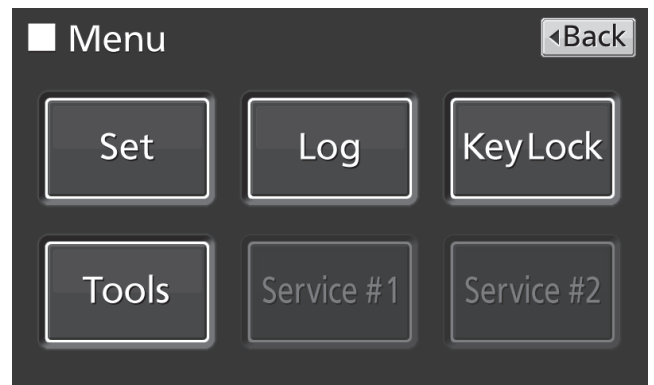 Menu
◂Back
Set
Log
KeyLock
Tools
Service #1
Service #2